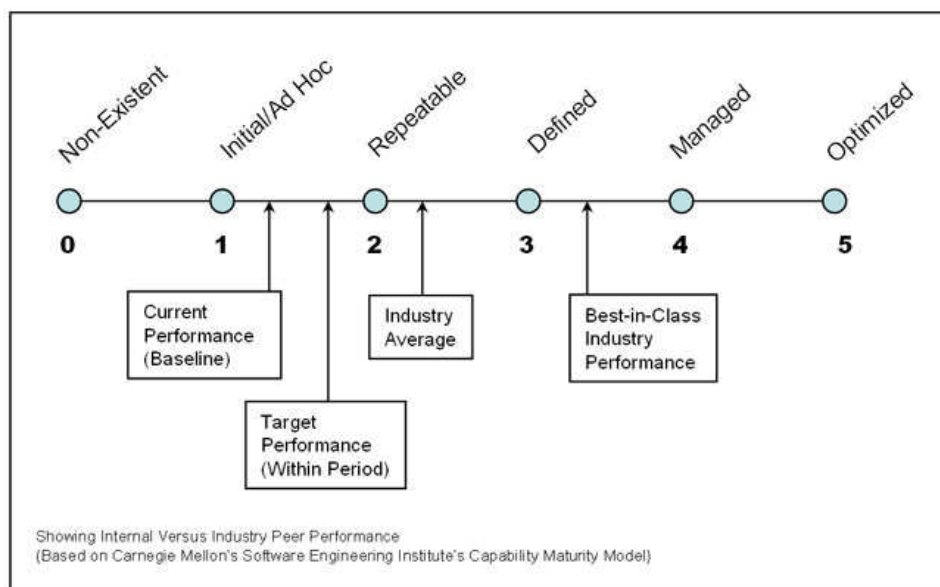 Non-Existent
Initial/Ad Hoc
Repeatable
Defined
Managed
Optimized
0
1
2
3
4
5
Current
Performance
(Baseline)
Target
Performance
(Within Period)
Industry
Average
Best-in-Class
Industry
Performance
Showing Internal Versus Industry Peer Performance
(Based on Carnegie Mellon's Software Engineering Institute's Capability Maturity Model)